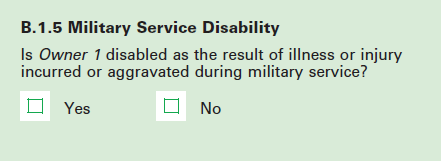 B.1.5 Military Service Disability
Is Owner 1 disabled as the result of illness or injury
incurred or aggravated during military service?
Yes No